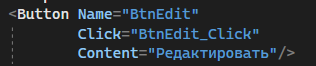 <Button Name="BtnEdit"
Click="BtnEdit_Click"
Content="Редактировать"/>